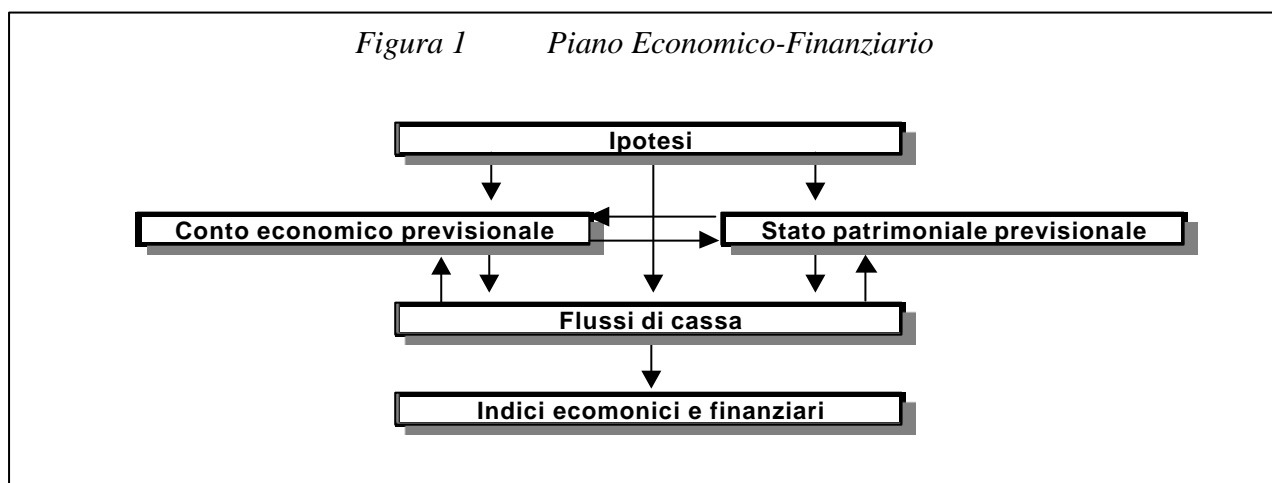 Figura 1 Piano Economico-Finanziario
Ipotesi
Conto economico previsionale
Stato patrimoniale previsionale
Flussi di cassa
Indici ecomonici e finanziari